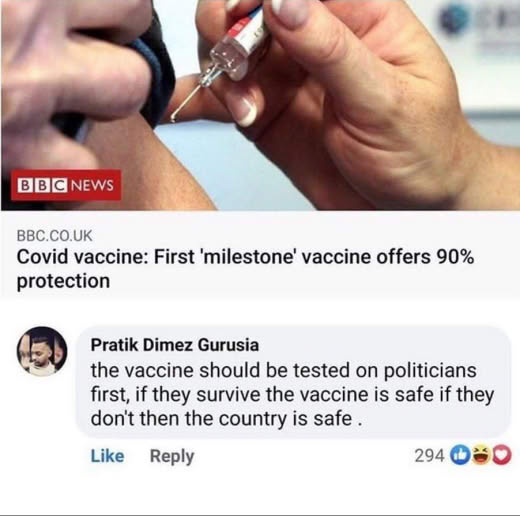 BBC NEWS
BBC.CO.UK
Covid vaccine: First 'milestone' vaccine offers 90%
protection
Pratik Dimez Gurusia
the vaccine should be tested on politicians
first, if they survive the vaccine is safe if they
don't then the country is safe .
Like Reply 294